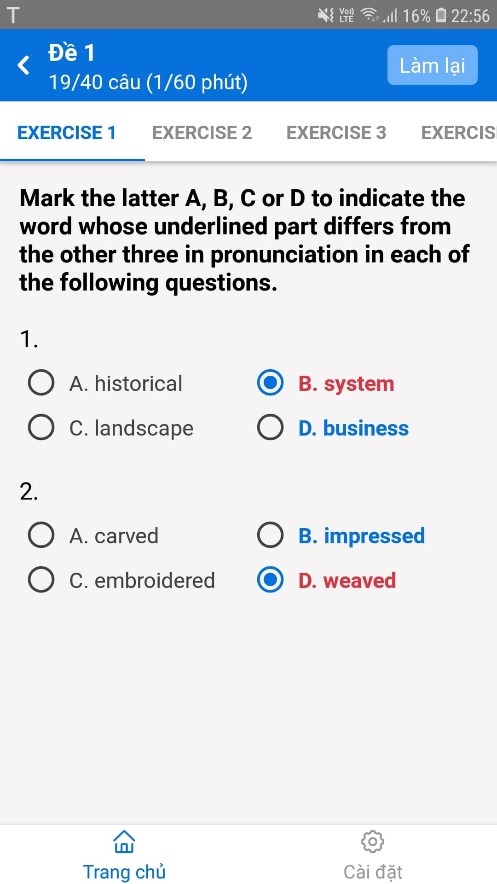 T
Vo)) LTE 16% 22:56
Đề 1
19/40 câu (1/60 phút)
Làm lại
EXERCISE 1 EXERCISE 2 EXERCISE 3 EXERCIS
Mark the latter A, B, C or D to indicate the
word whose underlined part differs from
the other three in pronunciation in each of
the following questions.
1.
A. historical B. system
C. landscape D. business
2.
A. carved B. impressed
C. embroidered D. weaved
Trang chủ Cài đặt